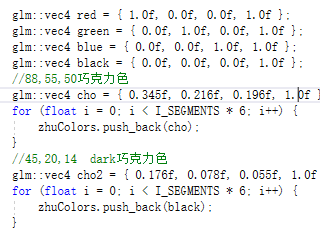 glm::vec4 red = { 1.0f, 0.0f, 0.0f, 1.0f };
glm::vec4 green = { 0.0f, 1.0f, 0.0f, 1.0f };
glm::vec4 blue = { 0.0f, 0.0f, 1.0f, 1.0f };
glm::vec4 black = { 0.0f, 0.0f, 0.0f, 1.0f };
//88,55,50巧克力色
glm::vec4 cho = { 0.345f, 0.216f, 0.196f, 1.0f }
for (float i = 0; i < I_SEGMENTS * 6; i++) {
zhuColors.push_back(cho);
}
//45,20,14 dark巧克力色
glm::vec4 cho2 = { 0.176f, 0.078f, 0.055f, 1.0f
for (float i = 0; i < I_SEGMENTS * 6; i++) {
zhuColors.push_back(black);
}